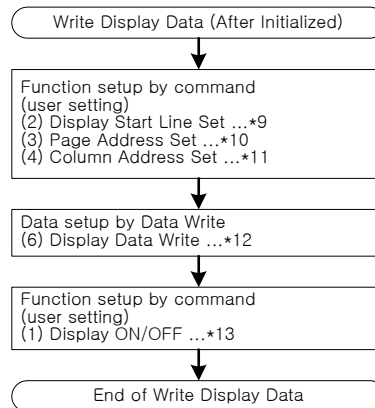 Write Display Data (After Initialized)
Function setup by command
(user setting)
(2) Display Start Line Set ...*9
(3) Page Address Set ...*10
(4) Column Address Set ...*11
Data setup by Data Write
(6) Display Data Write ...*12
Function setup by command
(user setting)
(1) Display ON/OFF ...*13
End of Write Display Data